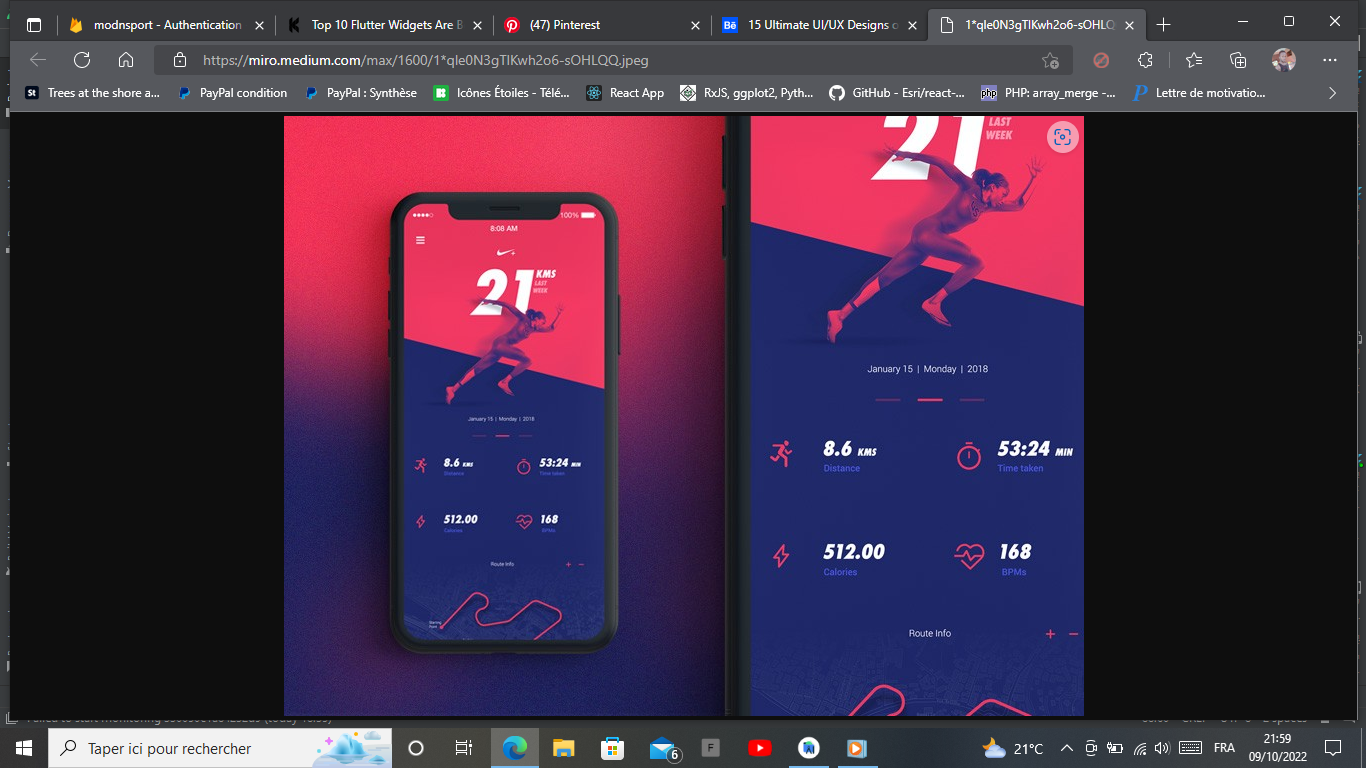 modnsport - Authentication
Top 10 Flutter Widgets Are B
(47) Pinterest
15 Ultimate UI/UX Designs o
1*qle0N3gTlKwh2o6-sOHLQ
https://miro.medium.com/max/1600/1*qle0N3gTlKwh2o6-sOHLQQ.jpeg
Trees at the shore a...
PayPal condition
PayPal : Synthèse
Icônes Étoiles - Télé...
React App
RxJS, ggplot2, Pyth...
GitHub - Esri/react-...
PHP: array_merge -...
Lettre de motivatio...
100%
8:08 AM
21 KMS
LAST
WEEK
January 15 | Monday | 2018
8.6 KMS
Distance
53:24 MIN
Time taken
512.00
Calories
168
BPMs
Route Info
+ −
Starting
Point
21
LAST
WEEK
January 15 | Monday | 2018
8.6 KMS
Distance
53:24 MIN
Time taken
512.00
Calories
168
BPMs
Route Info
+ −
Taper ici pour rechercher
6
F
21°C
FRA
21:59
09/10/2022